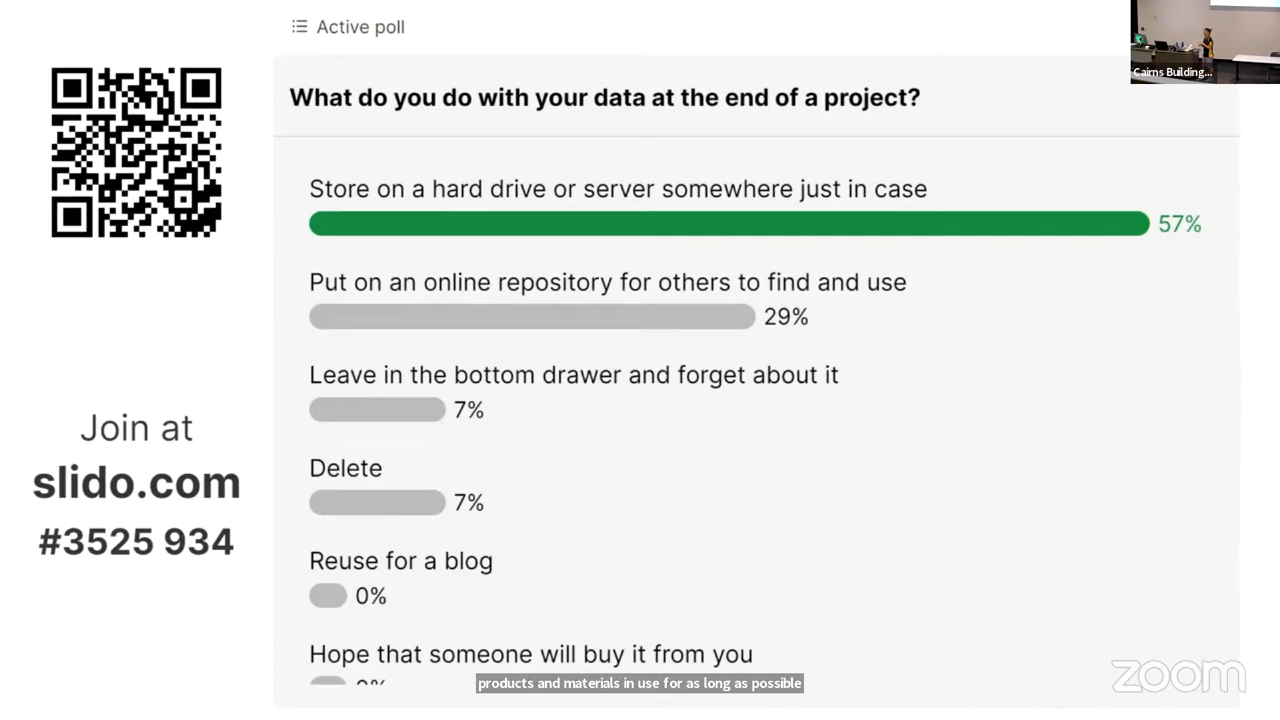 Active poll
Cairns Building...
What do you do with your data at the end of a project?
Store on a hard drive or server somewhere just in case
57%
Put on an online repository for others to find and use
29%
Leave in the bottom drawer and forget about it
7%
Delete
7%
Reuse for a blog
0%
Hope that someone will buy it from you
0%
Join at
slido.com
#3525 934
products and materials in use for as long as possible
zoom